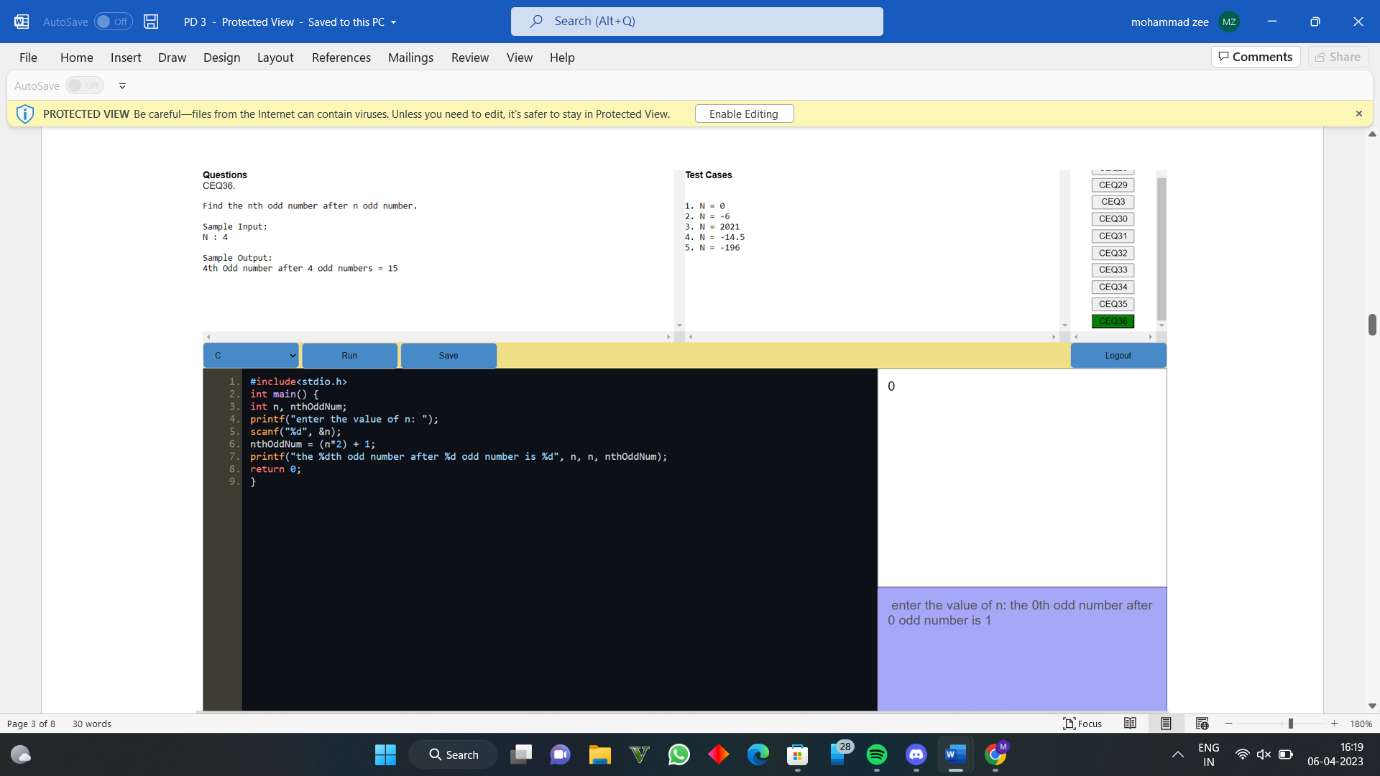 AutoSave Off PD 3 - Protected View - Saved to this PC Search (Alt+Q) mohammad zee MZ
File Home Insert Draw Design Layout References Mailings Review View Help Comments Share
AutoSave Off
PROTECTED VIEW Be careful—files from the Internet can contain viruses. Unless you need to edit, it's safer to stay in Protected View. Enable Editing
Questions
CEQ36.
Find the nth odd number after n odd number.
Sample Input:
N : 4
Sample Output:
4th Odd number after 4 odd numbers = 15
Test Cases
1. N = 0
2. N = -6
3. N = 2021
4. N = -14.5
5. N = -196
CEQ29
CEQ3
CEQ30
CEQ31
CEQ32
CEQ33
CEQ34
CEQ35
CEQ36
C Run Save Logout
1. #include<stdio.h>
2. int main() {
3. int n, nthOddNum;
4. printf("enter the value of n: ");
5. scanf("%d", &n);
6. nthOddNum = (n*2) + 1;
7. printf("the %dth odd number after %d odd number is %d", n, n, nthOddNum);
8. return 0;
9. }
0
enter the value of n: the 0th odd number after
0 odd number is 1
Page 3 of 8 30 words Focus 180%
Search 28 M ENG 16:19
IN 06-04-2023